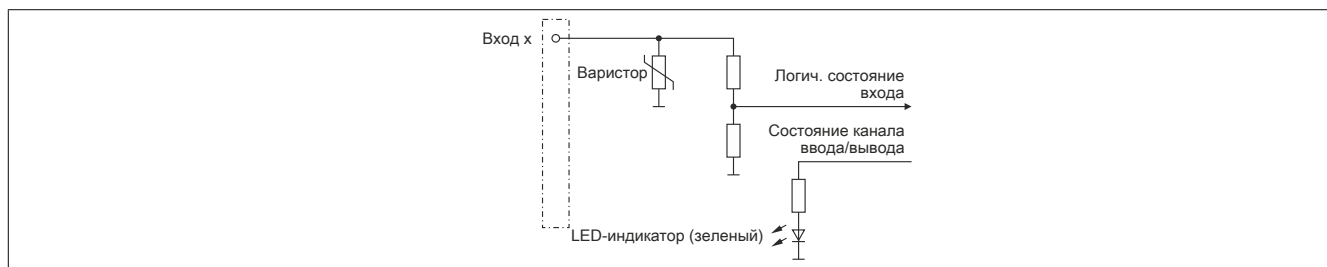 Вход x
Варистор
Логич. состояние
входа
Состояние канала
ввода/вывода
LED-индикатор (зеленый)